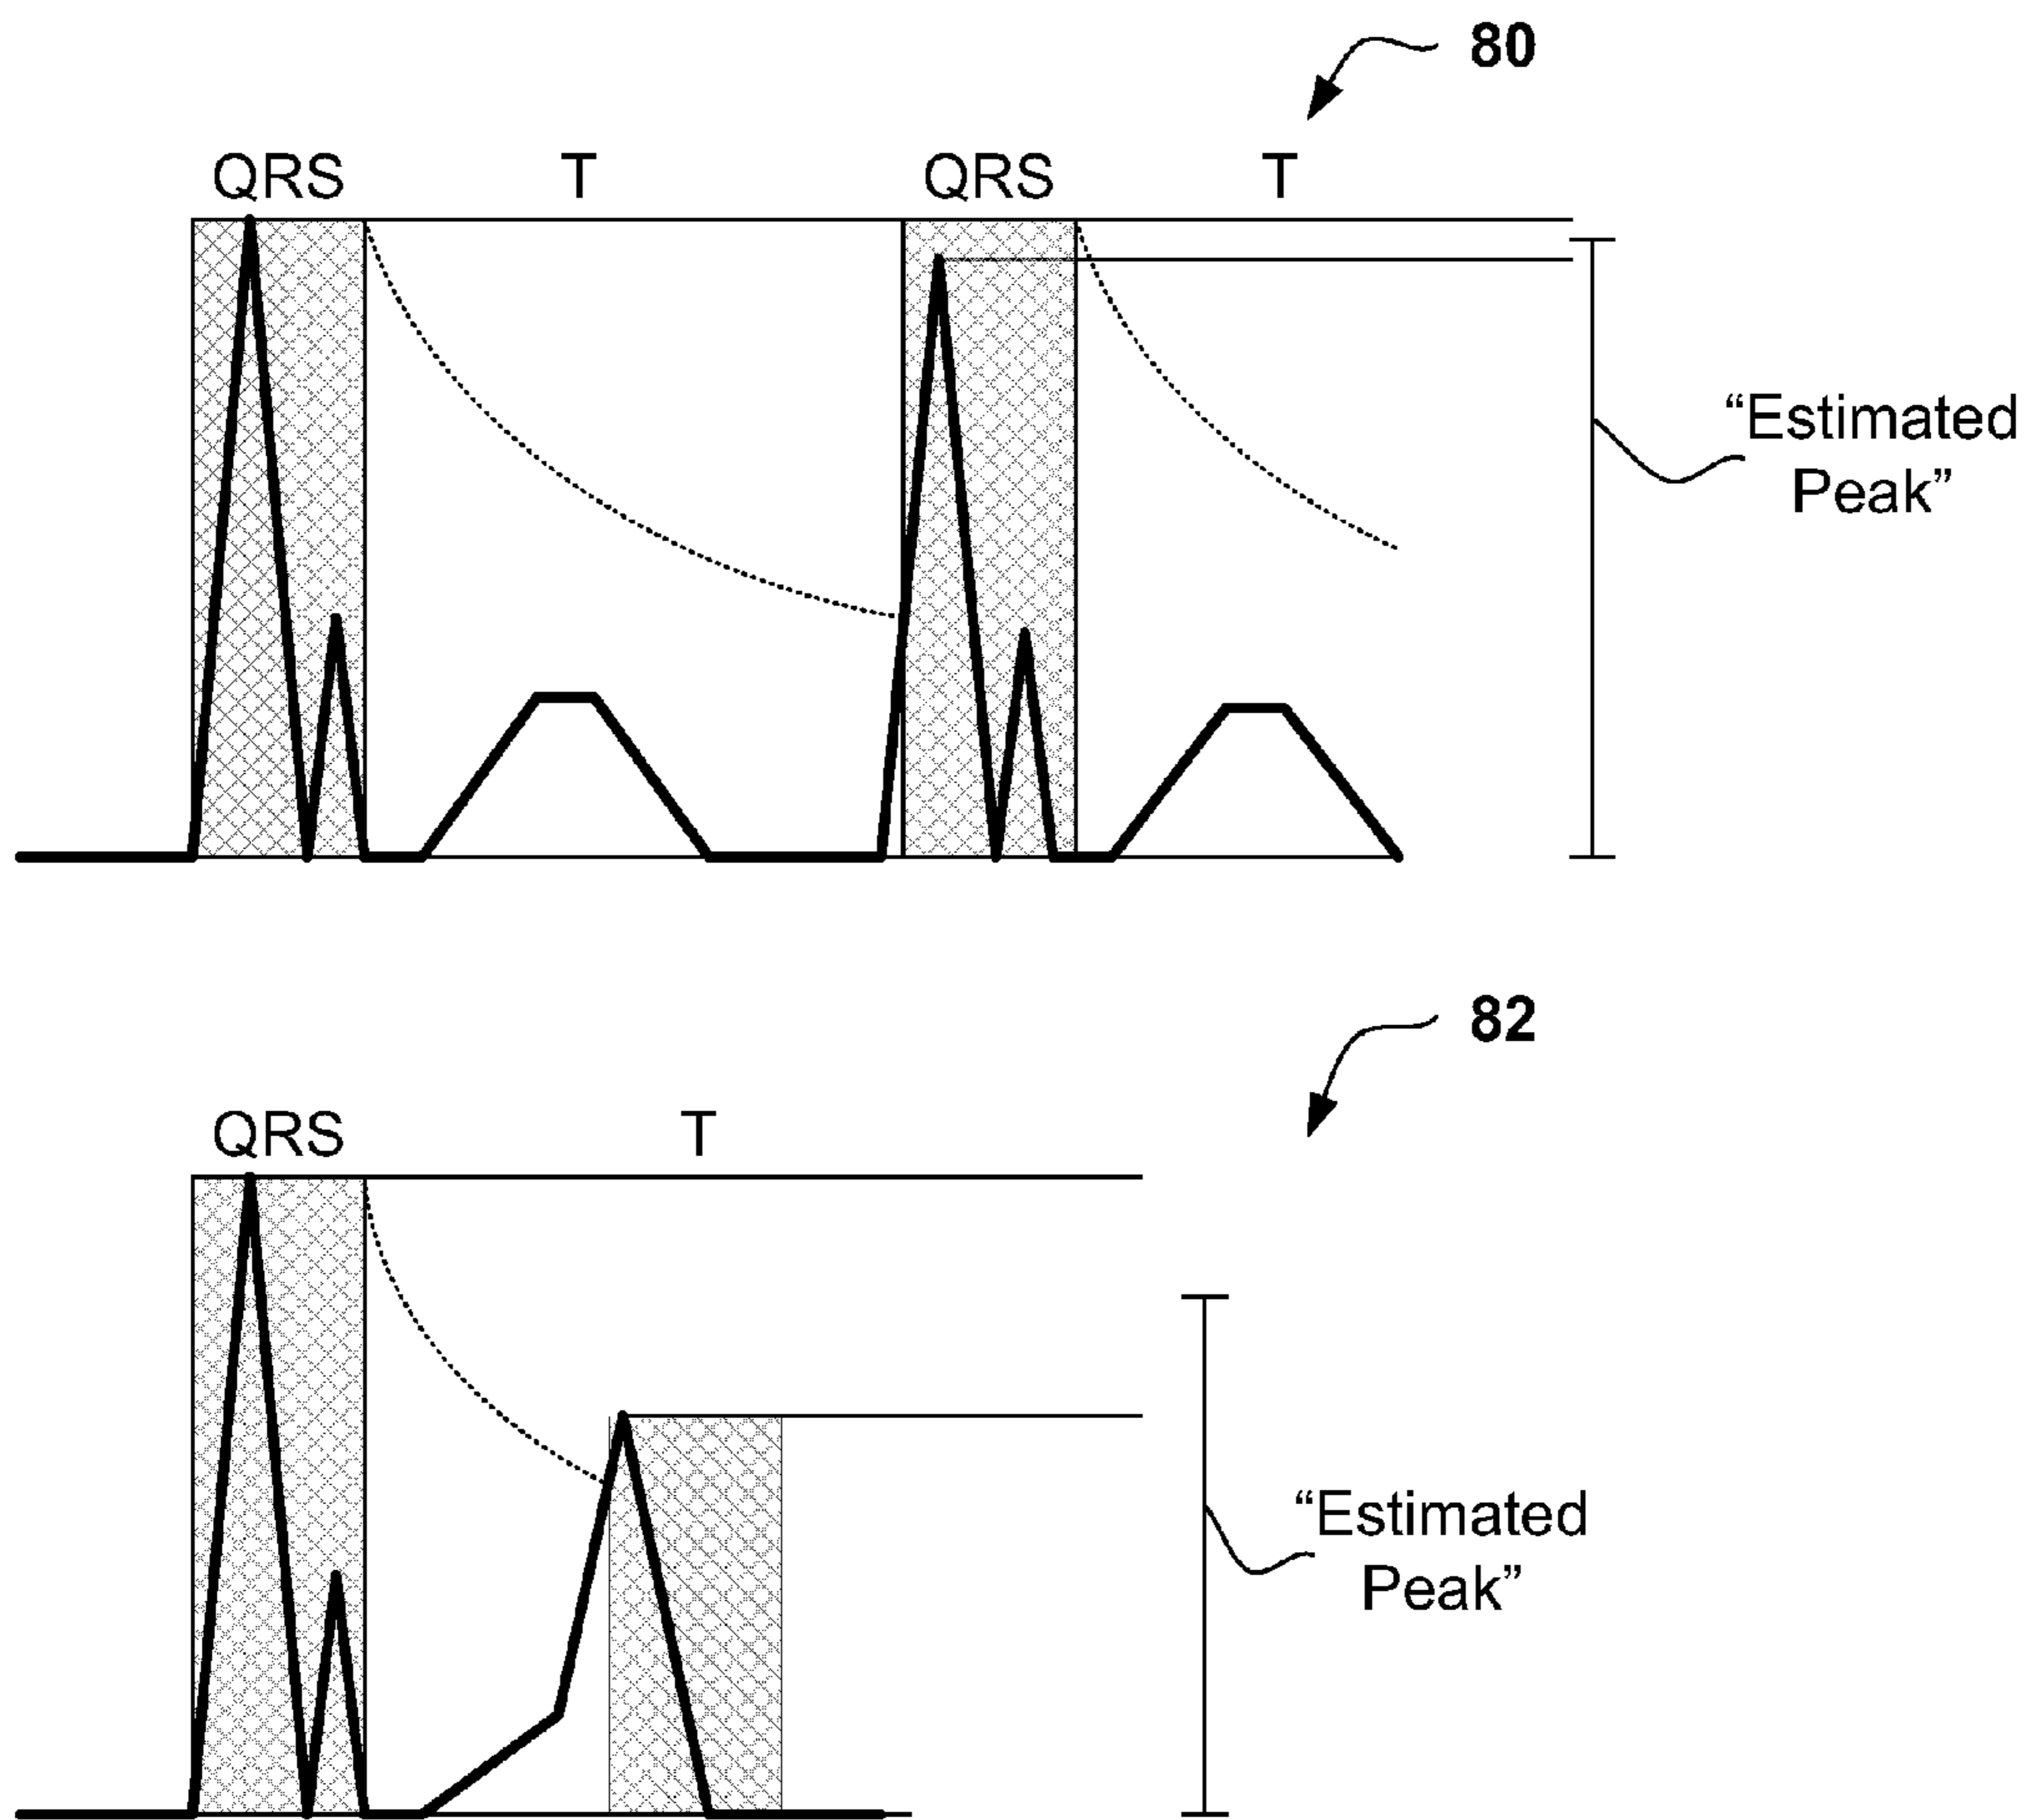 80
QRS T QRS T
“Estimated
Peak”
82
QRS T
“Estimated
Peak”